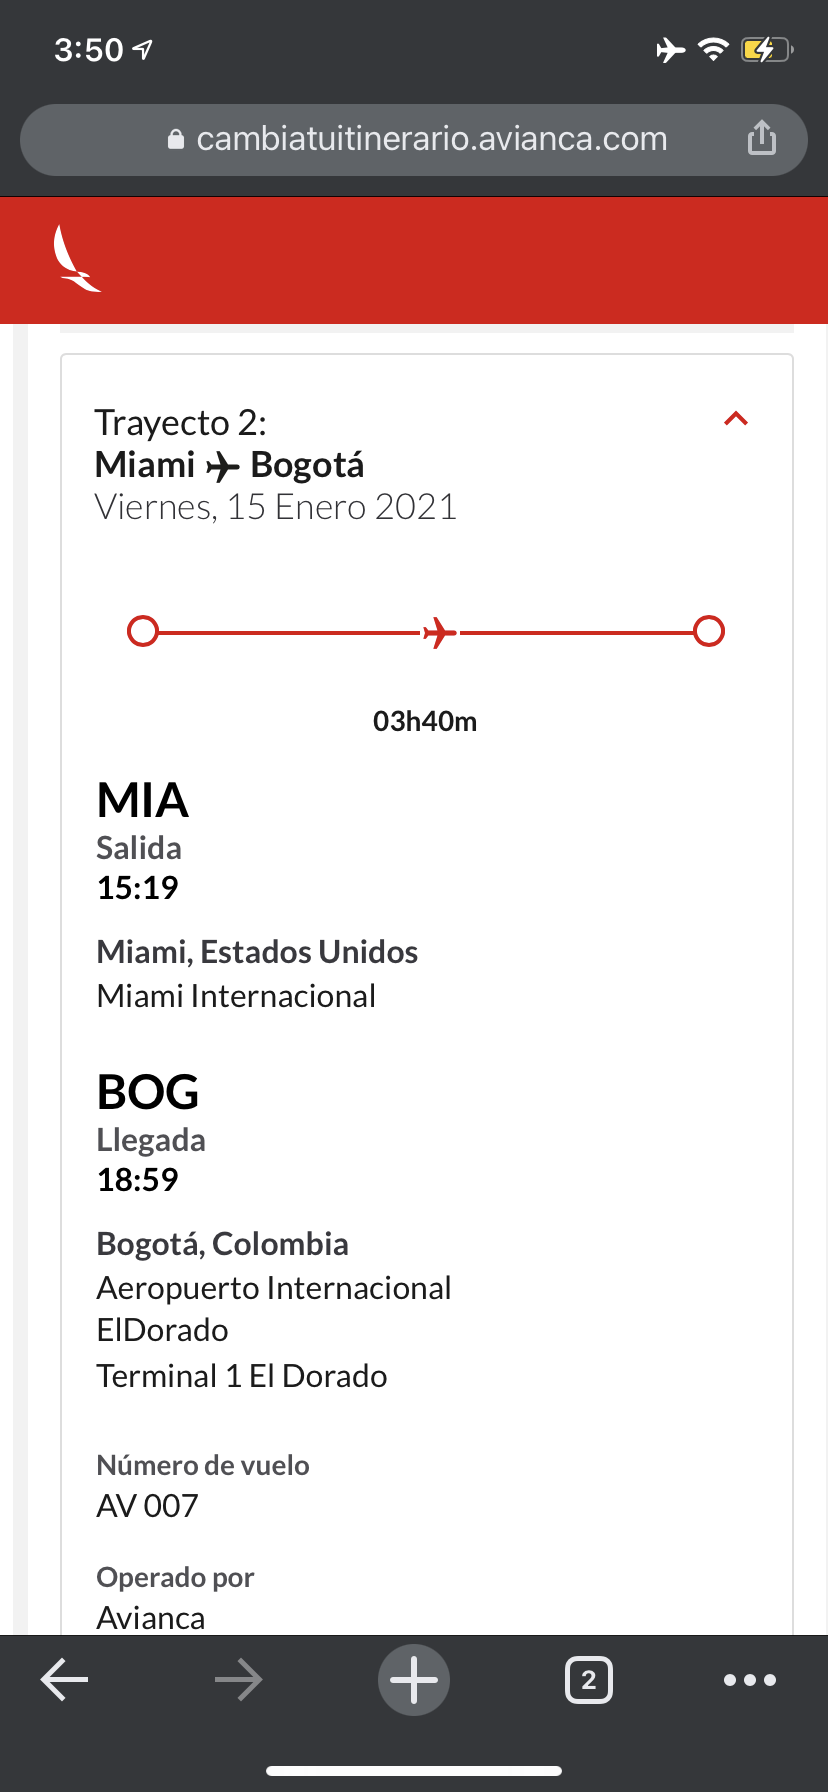 3:50
cambiatuitinerario.avianca.com
Trayecto 2:
Miami Bogotá
Viernes, 15 Enero 2021
03h40m
MIA
Salida
15:19
Miami, Estados Unidos
Miami Internacional
BOG
Llegada
18:59
Bogotá, Colombia
Aeropuerto Internacional
ElDorado
Terminal 1 El Dorado
Número de vuelo
AV 007
Operado por
Avianca
2